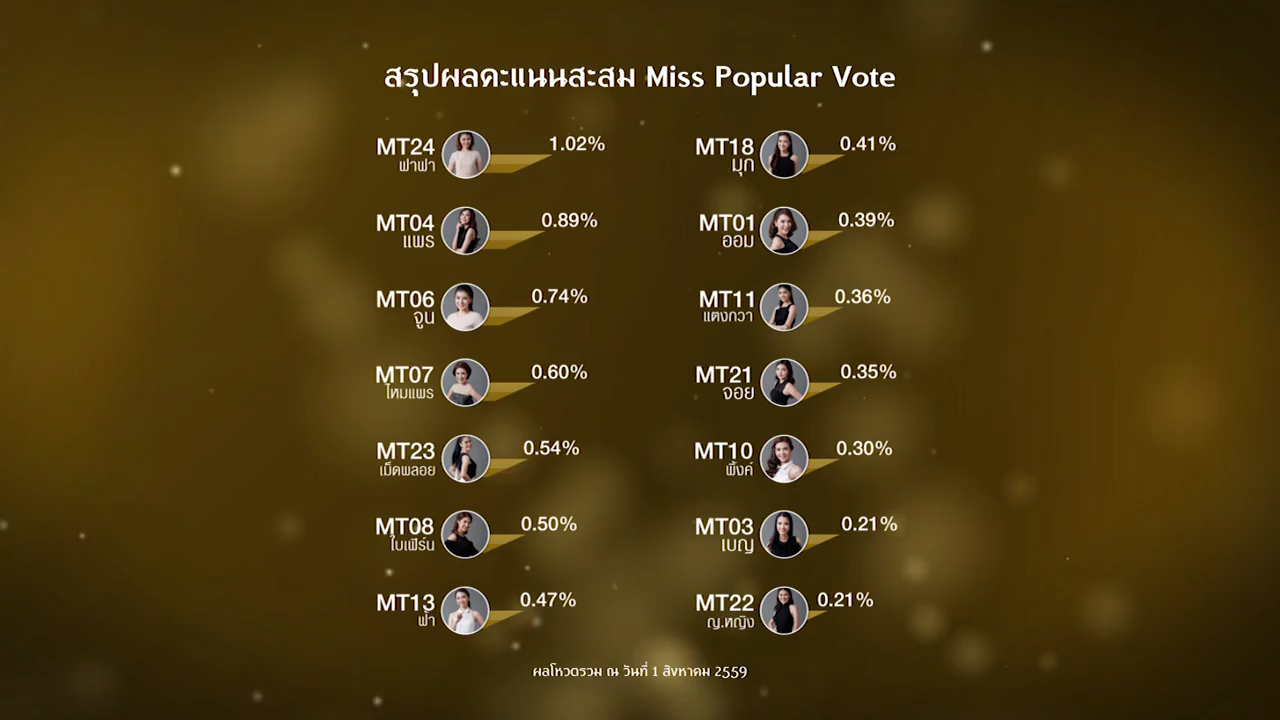 สรุปผลคะแนนสะสม Miss Popular Vote
MT24 1.02%
ฟาฟา
MT04 0.89%
แพร
MT06 0.74%
จูน
MT07 0.60%
ไหมแพร
MT23 0.54%
เม็ดพลอย
MT08 0.50%
ใบเฟิร์น
MT13 0.47%
ฟ้า
MT18 0.41%
มุก
MT01 0.39%
ออม
MT11 0.36%
แตงกวา
MT21 0.35%
จอย
MT10 0.30%
พิ้งค์
MT03 0.21%
เบญ
MT22 0.21%
ญ.หญิง
ผลโหวตรวม ณ วันที่ 1 สิงหาคม 2559